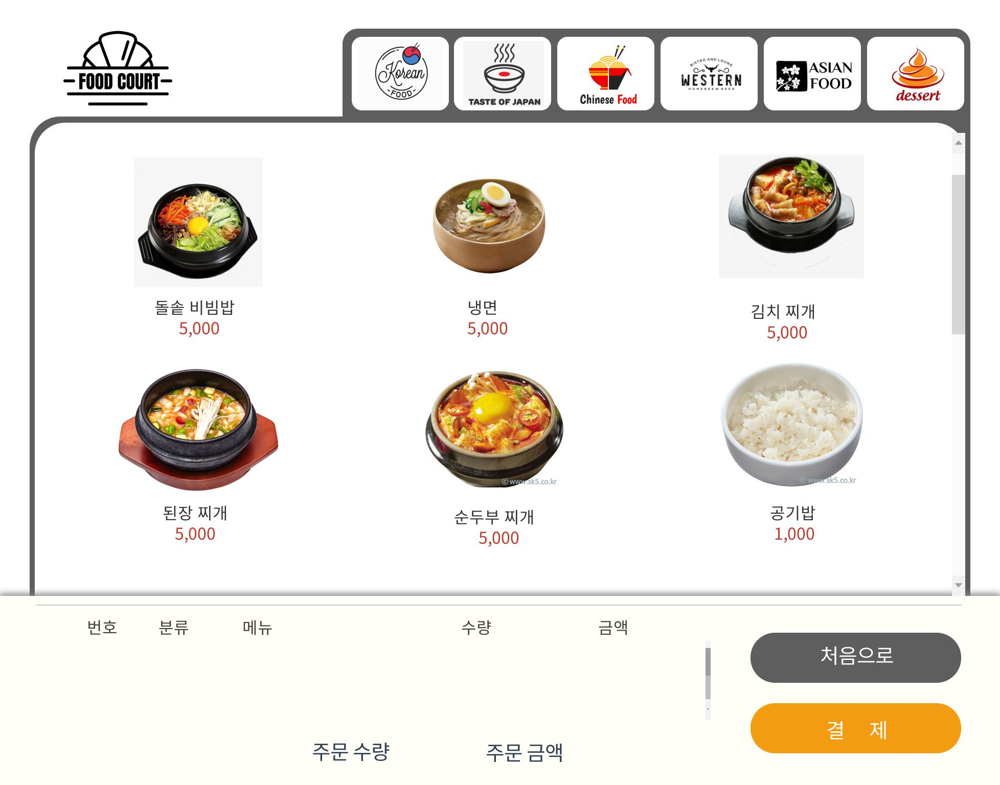 FOOD COURT
Korean
FOOD
TASTE OF JAPAN
Chinese Food
BISTRO AND LOUNG
WESTERN
HOMEBREW BEER
ASIAN
FOOD
dessert
돌솥 비빔밥
5,000
냉면
5,000
김치 찌개
5,000
© www.sk5.co.kr
© www.sk5.co.kr
된장 찌개
5,000
순두부 찌개
5,000
공기밥
1,000
번호 분류 메뉴 수량 금액
처음으로
결 제
주문 수량 주문 금액